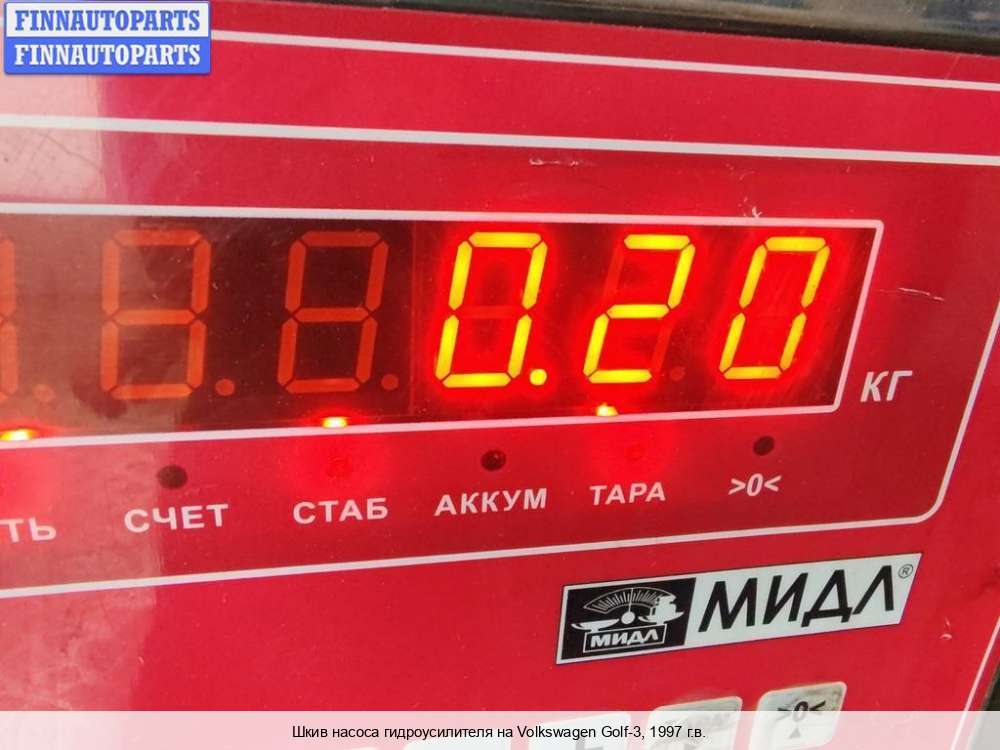 FINNAUTOPARTS
FINNAUTOPARTS
0.20
КГ
СЧЕТ
СТАБ
АККУМ
ТАРА
>0<
МИДЛ
МИДЛ®
>0<
Шкив насоса гидроусилителя на Volkswagen Golf-3, 1997 г.в.